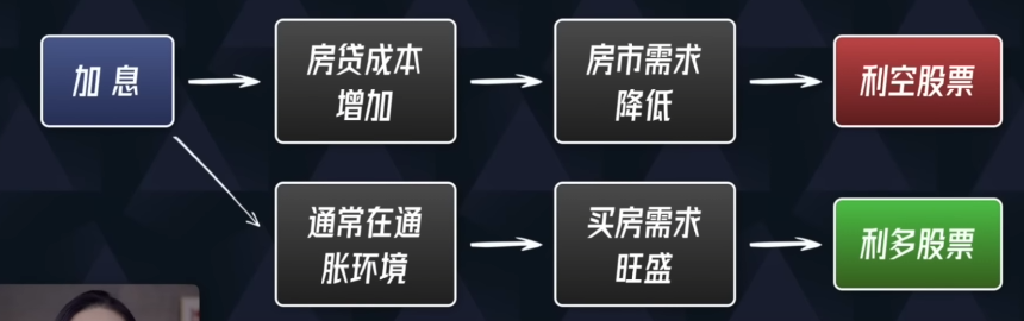 加息
房贷成本
增加
房市需求
降低
利空股票
通常在通
胀环境
买房需求
旺盛
利多股票